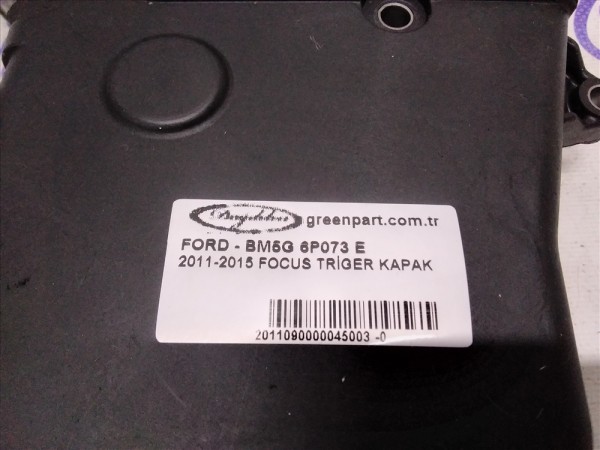 greenpart.com.tr
FORD - BM5G 6P073 E
2011-2015 FOCUS TRİGER KAPAK
2011090000045003 -0